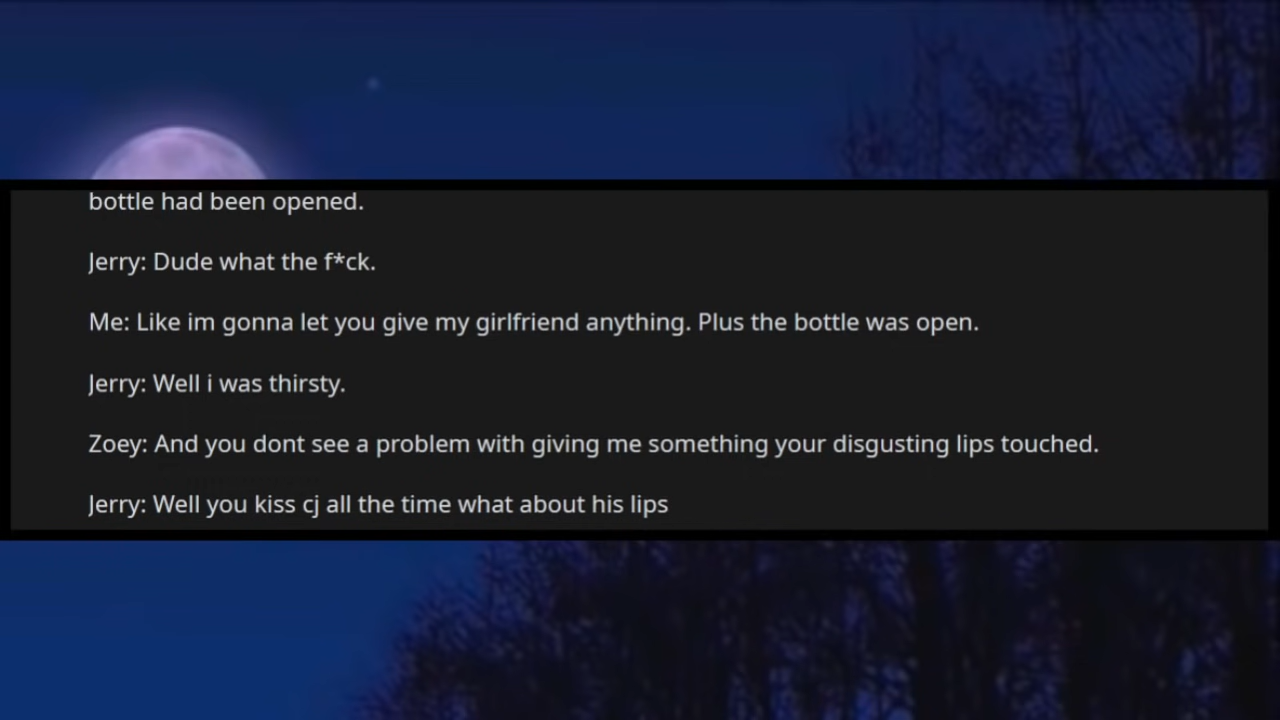 bottle had been opened.
Jerry: Dude what the f*ck.
Me: Like im gonna let you give my girlfriend anything. Plus the bottle was open.
Jerry: Well i was thirsty.
Zoey: And you dont see a problem with giving me something your disgusting lips touched.
Jerry: Well you kiss cj all the time what about his lips